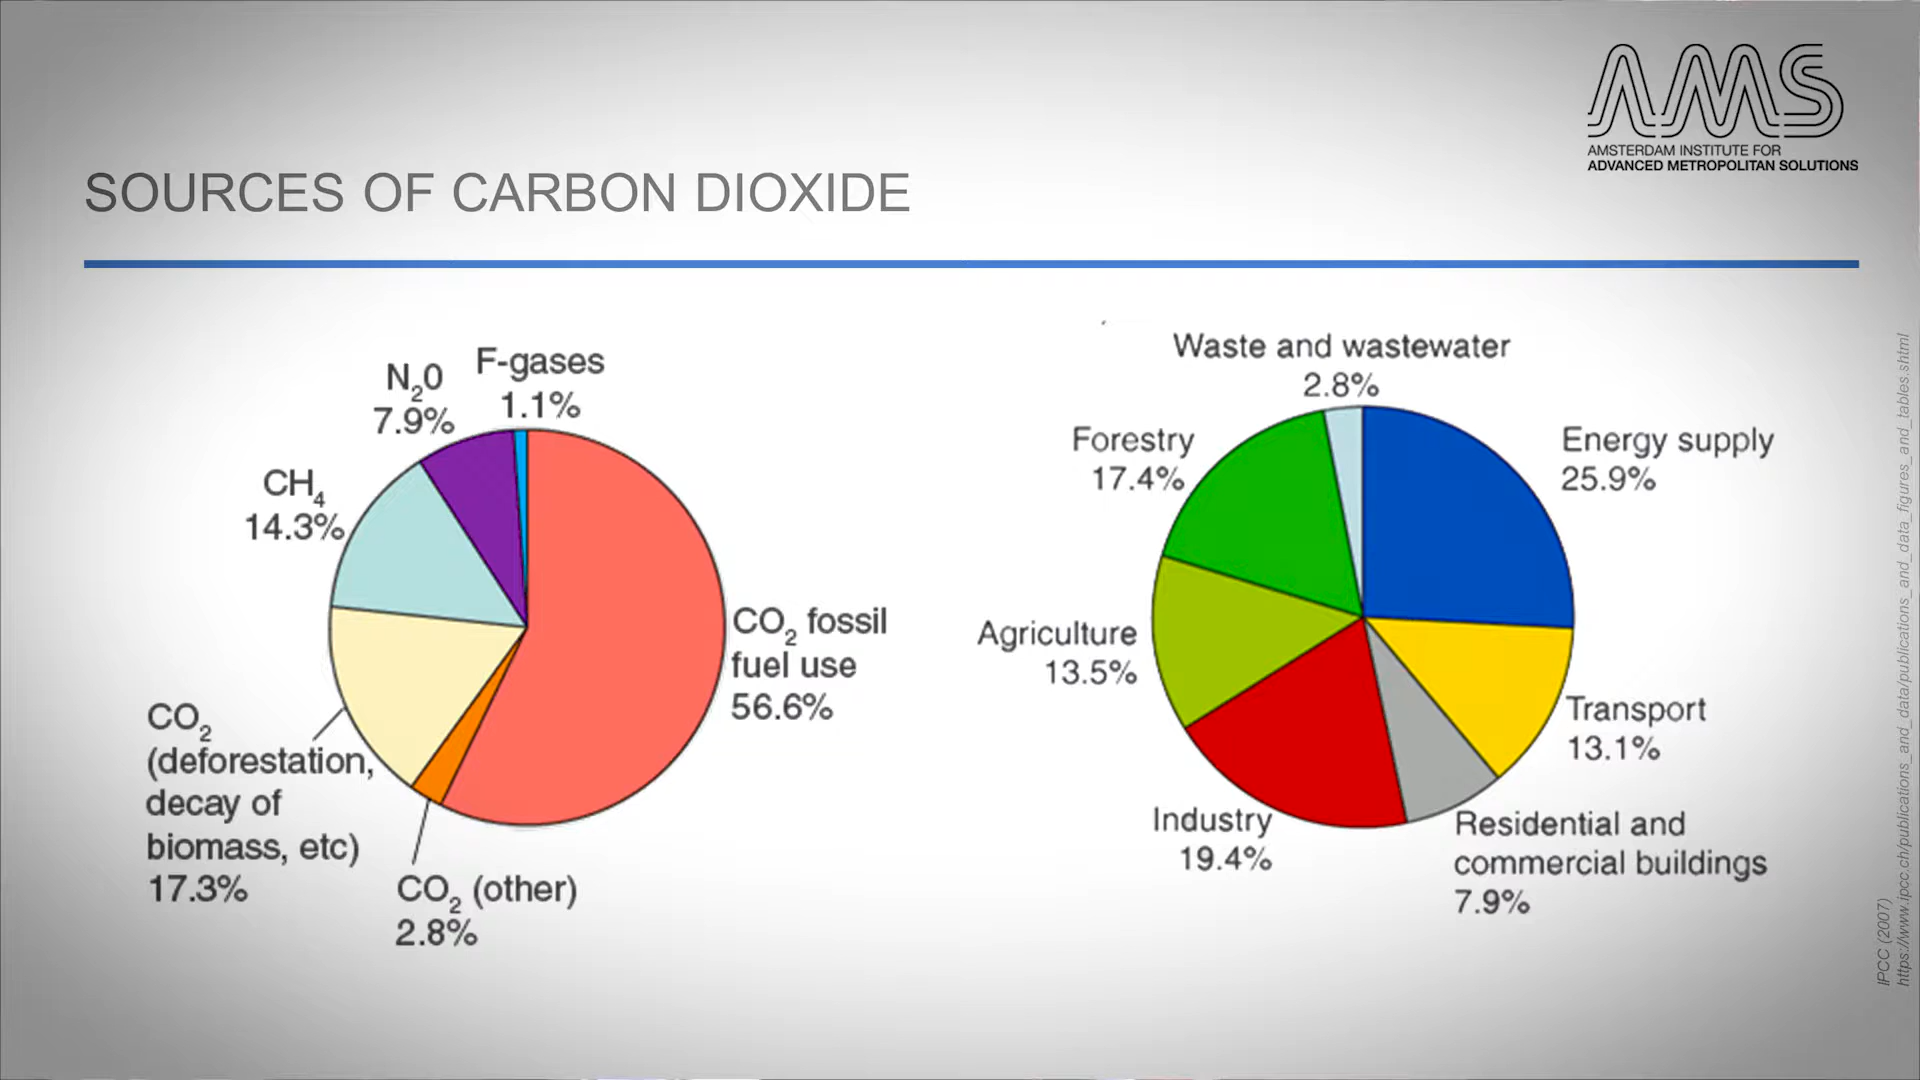 AMS
AMSTERDAM INSTITUTE FOR
ADVANCED METROPOLITAN SOLUTIONS
SOURCES OF CARBON DIOXIDE
F-gases
1.1%
N₂0
7.9%
CH₄
14.3%
CO₂ fossil
fuel use
56.6%
CO₂
(deforestation,
decay of
biomass, etc)
17.3%
CO₂ (other)
2.8%
Waste and wastewater
2.8%
Forestry
17.4%
Energy supply
25.9%
Agriculture
13.5%
Transport
13.1%
Industry
19.4%
Residential and
commercial buildings
7.9%
IPCC (2007)
https://www.ipcc.ch/publications_and_data/publications_and_data_figures_and_tables.shtml